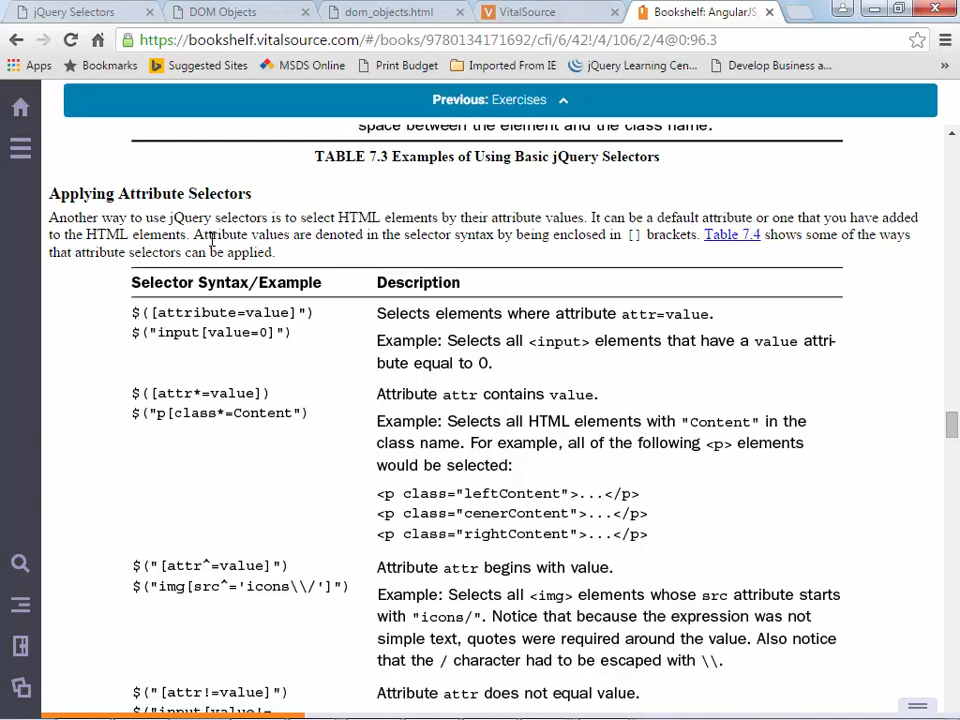 jQuery Selectors
DOM Objects
dom_objects.html
VitalSource
Bookshelf: AngularJS
https://bookshelf.vitalsource.com/#/books/9780134171692/cfi/6/42!/4/106/2/4@0:96.3
Apps
Bookmarks
Suggested Sites
MSDS Online
Print Budget
Imported From IE
jQuery Learning Cen...
Develop Business a...
»
Previous: Exercises
space between the element and the class name.
TABLE 7.3 Examples of Using Basic jQuery Selectors
Applying Attribute Selectors
Another way to use jQuery selectors is to select HTML elements by their attribute values. It can be a default attribute or one that you have added
to the HTML elements. Attribute values are denoted in the selector syntax by being enclosed in [] brackets. Table 7.4 shows some of the ways
that attribute selectors can be applied.
Selector Syntax/Example Description
$([attribute=value]") Selects elements where attribute attr=value.
$("input[value=0]") Example: Selects all <input> elements that have a value attri-
bute equal to 0.
$([attr*=value]) Attribute attr contains value.
$("p[class*=Content") Example: Selects all HTML elements with "Content" in the
class name. For example, all of the following <p> elements
would be selected:
<p class="leftContent">...</p>
<p class="cenerContent">...</p>
<p class="rightContent">...</p>
$("[attr^=value]") Attribute attr begins with value.
$("img[src^='icons\\/']") Example: Selects all <img> elements whose src attribute starts
with "icons/". Notice that because the expression was not
simple text, quotes were required around the value. Also notice
that the / character had to be escaped with \\.
$("[attr!=value]") Attribute attr does not equal value.
$("input[value!=